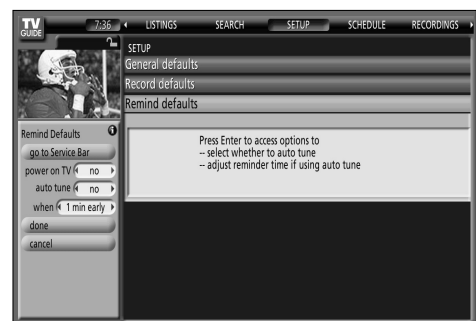 TV GUIDE 7:36 LISTINGS SEARCH SETUP SCHEDULE RECORDINGS
SETUP
General defaults
Record defaults
Remind defaults
Remind Defaults
go to Service Bar
power on TV no
auto tune no
when 1 min early
done
cancel
Press Enter to access options to
-- select whether to auto tune
-- adjust reminder time if using auto tune